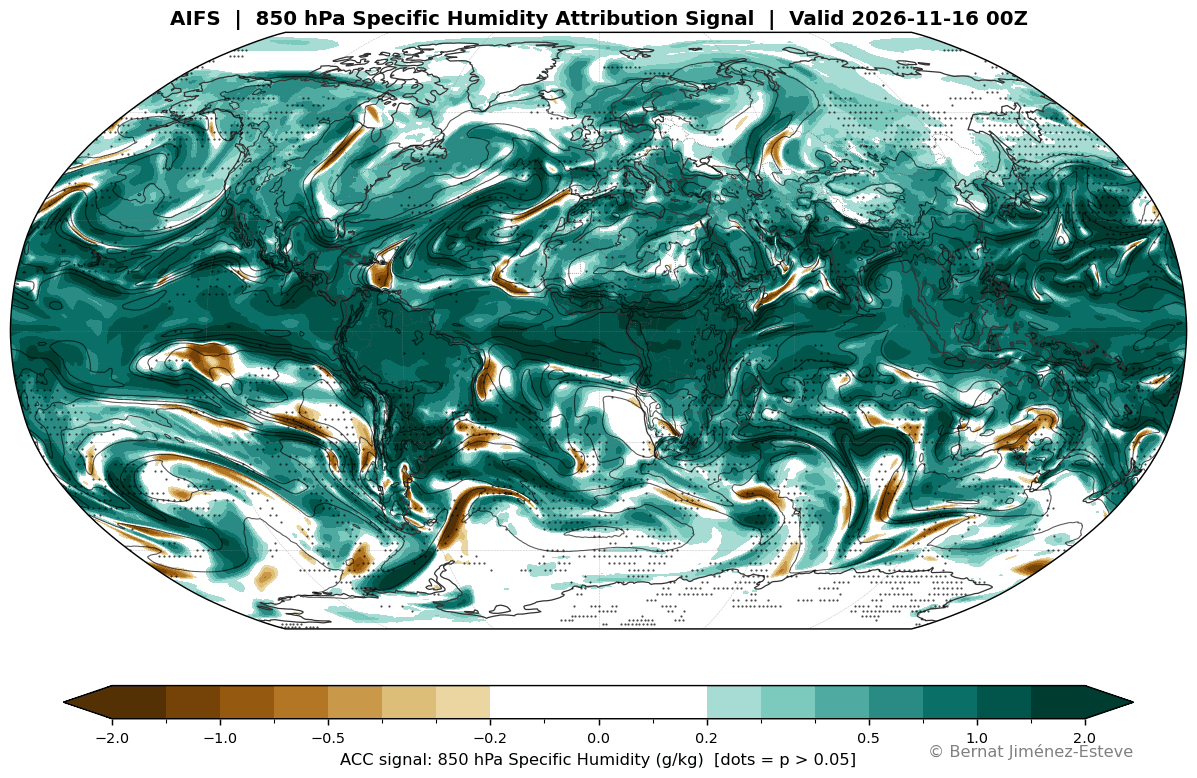 AIFS | 850 hPa Specific Humidity Attribution Signal | Valid 2026-11-16 00Z
−2.0 −1.0 −0.5 −0.2 0.0 0.2 0.5 1.0 2.0
ACC signal: 850 hPa Specific Humidity (g/kg) [dots = p > 0.05]
© Bernat Jiménez-Esteve